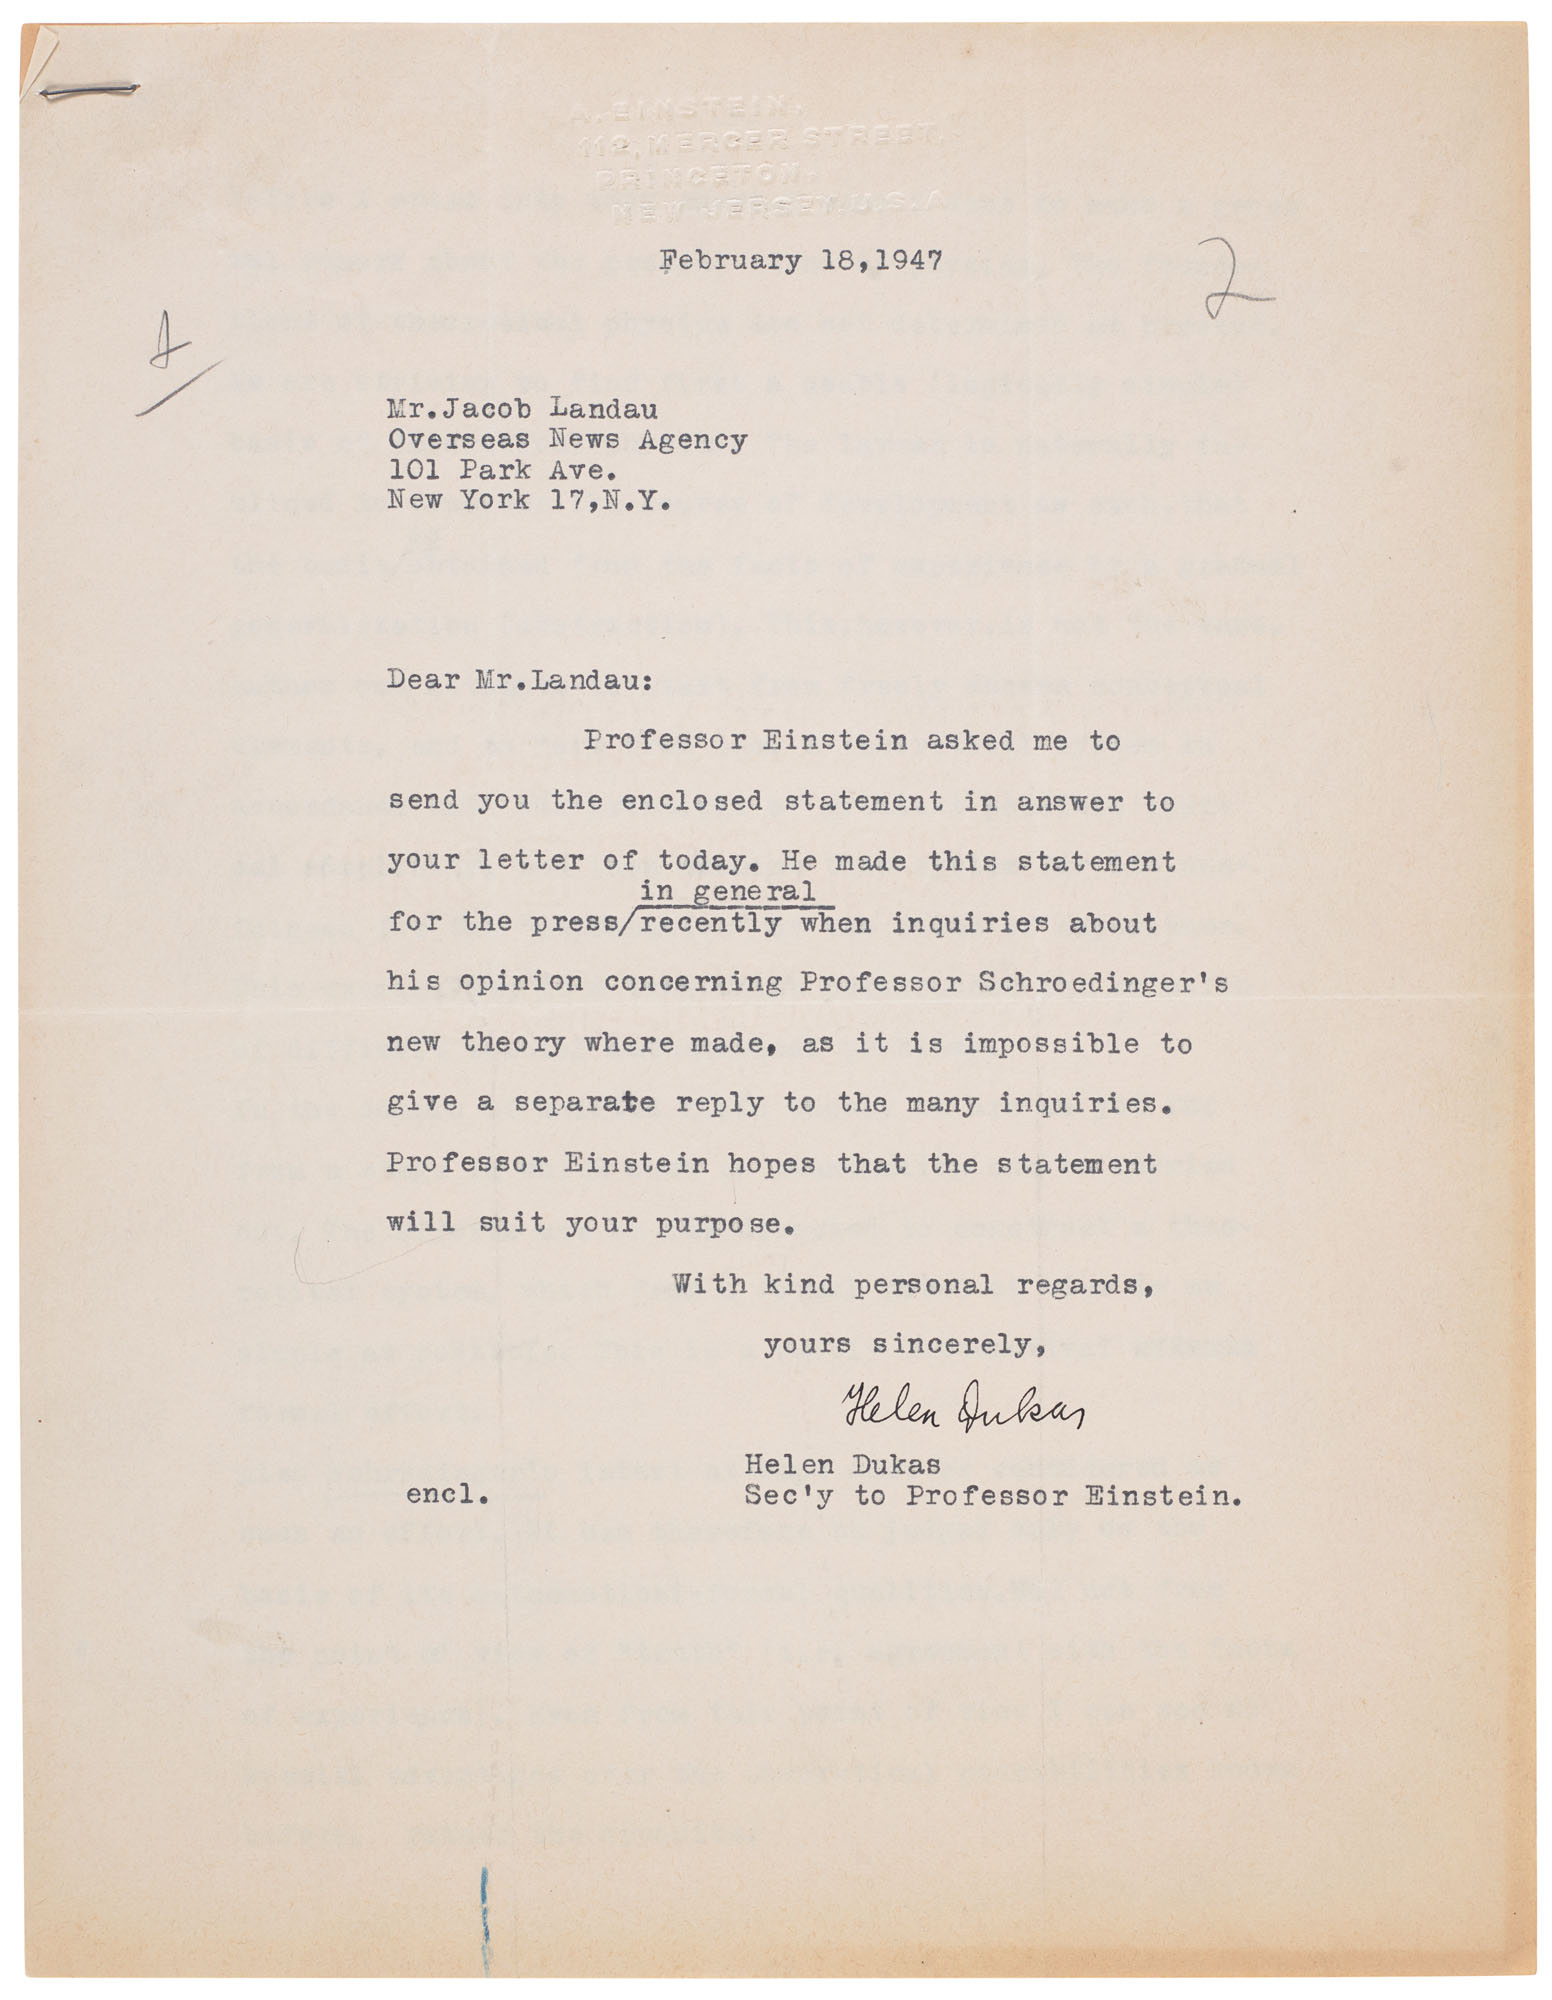 A. EINSTEIN.
112, MERCER STREET,
PRINCETON.
NEW JERSEY. U.S.A.
February 18,1947
2
Mr.Jacob Landau
Overseas News Agency
101 Park Ave.
New York 17,N.Y.
Dear Mr.Landau:
Professor Einstein asked me to
send you the enclosed statement in answer to
your letter of today. He made this statement
in general
for the press/recently when inquiries about
his opinion concerning Professor Schroedinger's
new theory where made, as it is impossible to
give a separate reply to the many inquiries.
Professor Einstein hopes that the statement
will suit your purpose.
With kind personal regards,
yours sincerely,
Helen Dukas
Helen Dukas
encl. Sec'y to Professor Einstein.